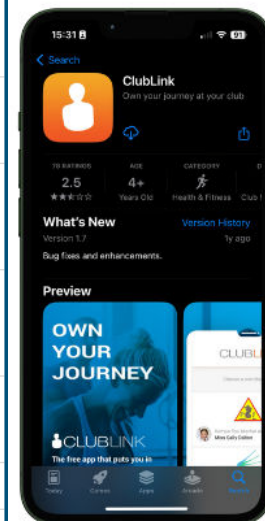 15:31
Search
ClubLink
Own your journey at your club
RATINGS
AGE
CATEGORY
2.5
4+
Years Old
Health & Fitness
Club
What's New
Version History
Version 1.7
1y ago
Bug fixes and enhancements.
Preview
OWN
YOUR
JOURNEY
CLUBLINK
The free app that puts you in
CLUBLI
Today
Games
Apps
Arcade
Search